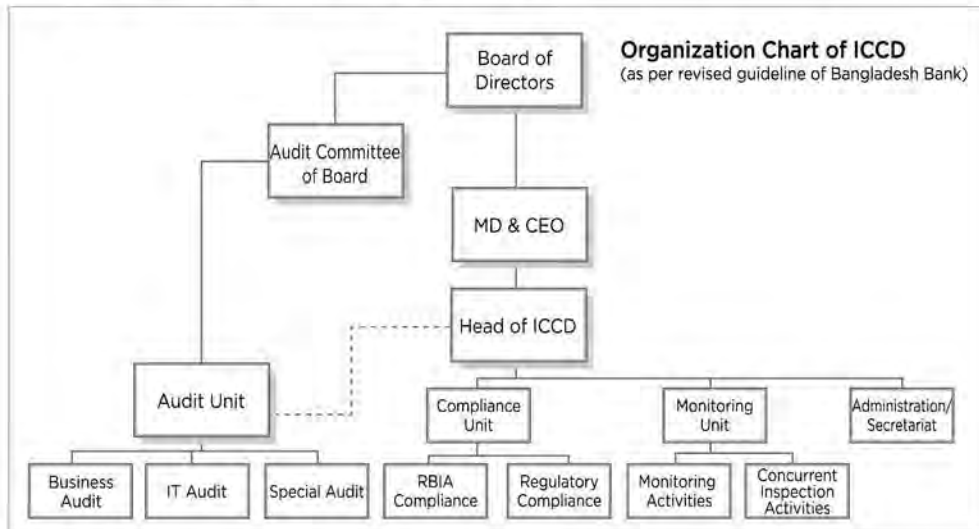 Organization Chart of ICCD
(as per revised guideline of Bangladesh Bank)
Board of
Directors
Audit Committee
of Board
MD & CEO
Head of ICCD
Audit Unit
Compliance
Unit
Monitoring
Unit
Administration/
Secretariat
Business
Audit
IT Audit
Special Audit
RBIA
Compliance
Regulatory
Compliance
Monitoring
Activities
Concurrent
Inspection
Activities